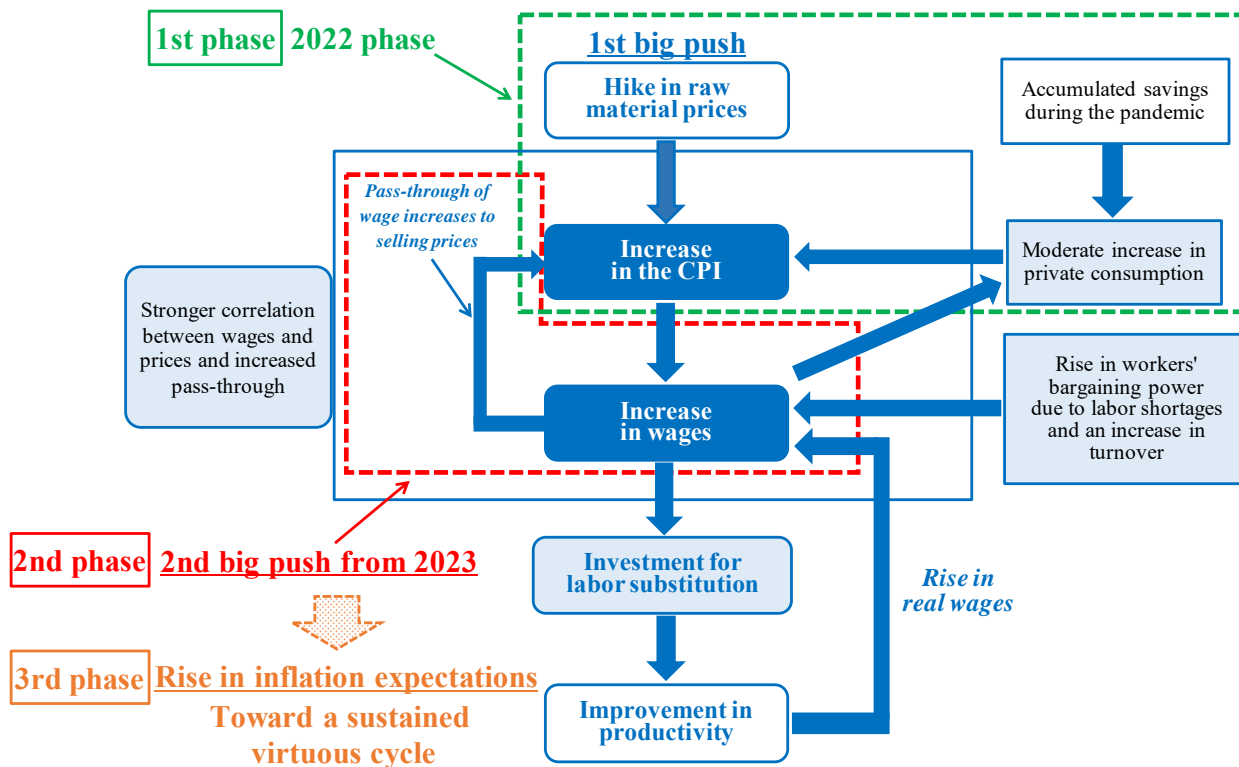 1st phase 2022 phase
1st big push
Hike in raw
material prices
Accumulated savings
during the pandemic
Pass-through of
wage increases to
selling prices
Increase
in the CPI
Moderate increase in
private consumption
Stronger correlation
between wages and
prices and increased
pass-through
Increase
in wages
Rise in workers'
bargaining power
due to labor shortages
and an increase in
turnover
2nd phase 2nd big push from 2023
Investment for
labor substitution
Rise in
real wages
3rd phase Rise in inflation expectations
Toward a sustained
virtuous cycle
Improvement in
productivity